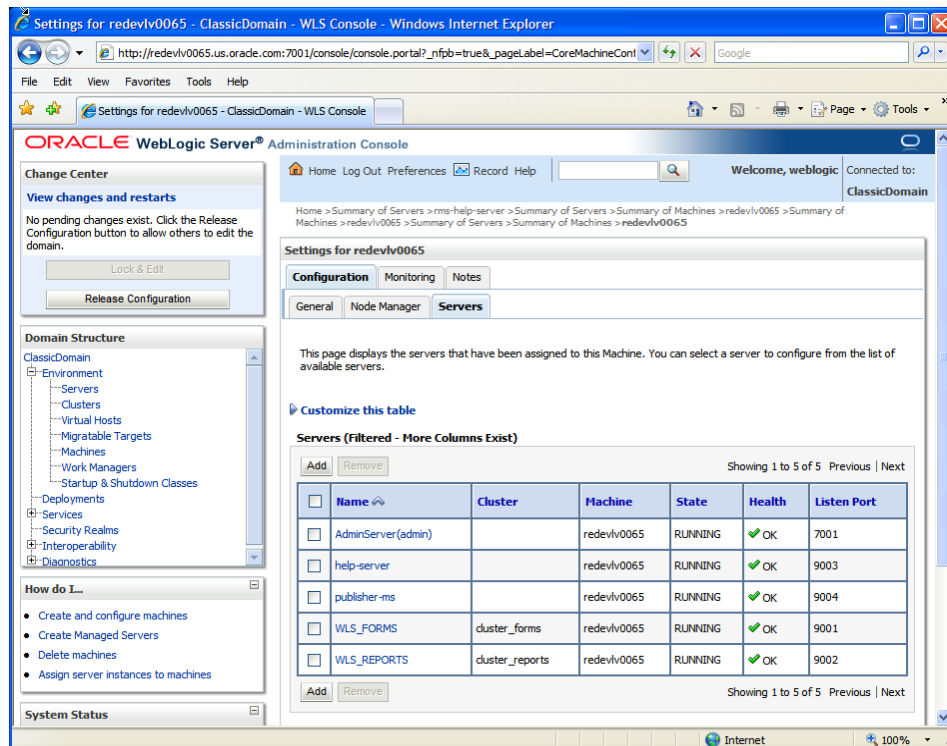 Settings for redevlv0065 - ClassicDomain - WLS Console - Windows Internet Explorer
http://redevlv0065.us.oracle.com:7001/console/console.portal?_nfpb=true&_pageLabel=CoreMachineConf
Google
File Edit View Favorites Tools Help
Settings for redevlv0065 - ClassicDomain - WLS Console
Page Tools »
ORACLE WebLogic Server® Administration Console
Change Center
View changes and restarts
No pending changes exist. Click the Release
Configuration button to allow others to edit the
domain.
Lock & Edit
Release Configuration
Domain Structure
ClassicDomain
Environment
Servers
Clusters
Virtual Hosts
Migratable Targets
Machines
Work Managers
Startup & Shutdown Classes
Deployments
Services
Security Realms
Interoperability
Diagnostics
How do I...
Create and configure machines
Create Managed Servers
Delete machines
Assign server instances to machines
System Status
Home Log Out Preferences Record Help
Welcome, weblogic
Connected to:
ClassicDomain
Home >Summary of Servers >rms-help-server >Summary of Servers >Summary of Machines >redevlv0065 >Summary of
Machines >redevlv0065 >Summary of Servers >Summary of Machines >redevlv0065
Settings for redevlv0065
Configuration Monitoring Notes
General Node Manager Servers
This page displays the servers that have been assigned to this Machine. You can select a server to configure from the list of
available servers.
Customize this table
Servers (Filtered - More Columns Exist)
Add Remove Showing 1 to 5 of 5 Previous | Next
Name Cluster Machine State Health Listen Port
AdminServer(admin) redevlv0065 RUNNING OK 7001
help-server redevlv0065 RUNNING OK 9003
publisher-ms redevlv0065 RUNNING OK 9004
WLS_FORMS cluster_forms redevlv0065 RUNNING OK 9001
WLS_REPORTS cluster_reports redevlv0065 RUNNING OK 9002
Add Remove Showing 1 to 5 of 5 Previous | Next
Internet 100%